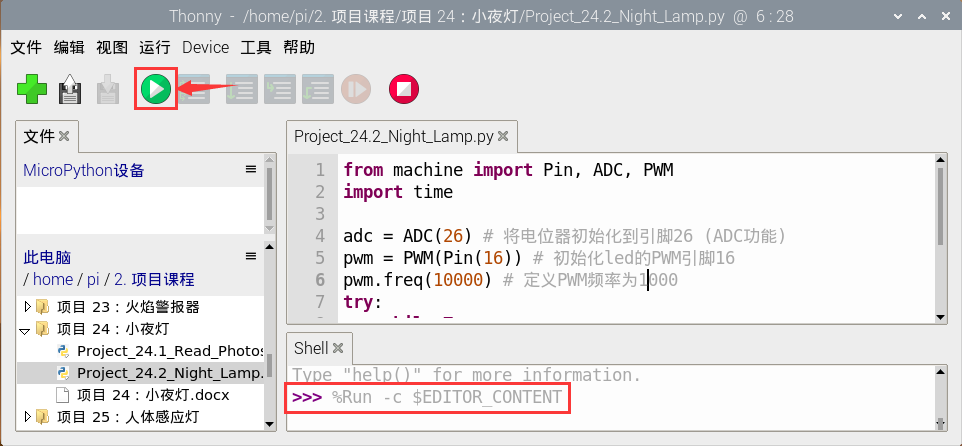 Thonny - /home/pi/2. 项目课程/项目 24：小夜灯/Project_24.2_Night_Lamp.py @ 6 : 28
文件 编辑 视图 运行 Device 工具 帮助
文件
MicroPython设备
此电脑
/ home / pi / 2. 项目课程
项目 23：火焰警报器
项目 24：小夜灯
Project_24.1_Read_Photos
Project_24.2_Night_Lamp.
项目 24：小夜灯.docx
项目 25：人体感应灯
Project_24.2_Night_Lamp.py
1 from machine import Pin, ADC, PWM
2 import time
3
4 adc = ADC(26) # 将电位器初始化到引脚26 (ADC功能)
5 pwm = PWM(Pin(16)) # 初始化led的PWM引脚16
6 pwm.freq(10000) # 定义PWM频率为1000
7 try:
Shell
Type "help()" for more information.
>>> %Run -c $EDITOR_CONTENT